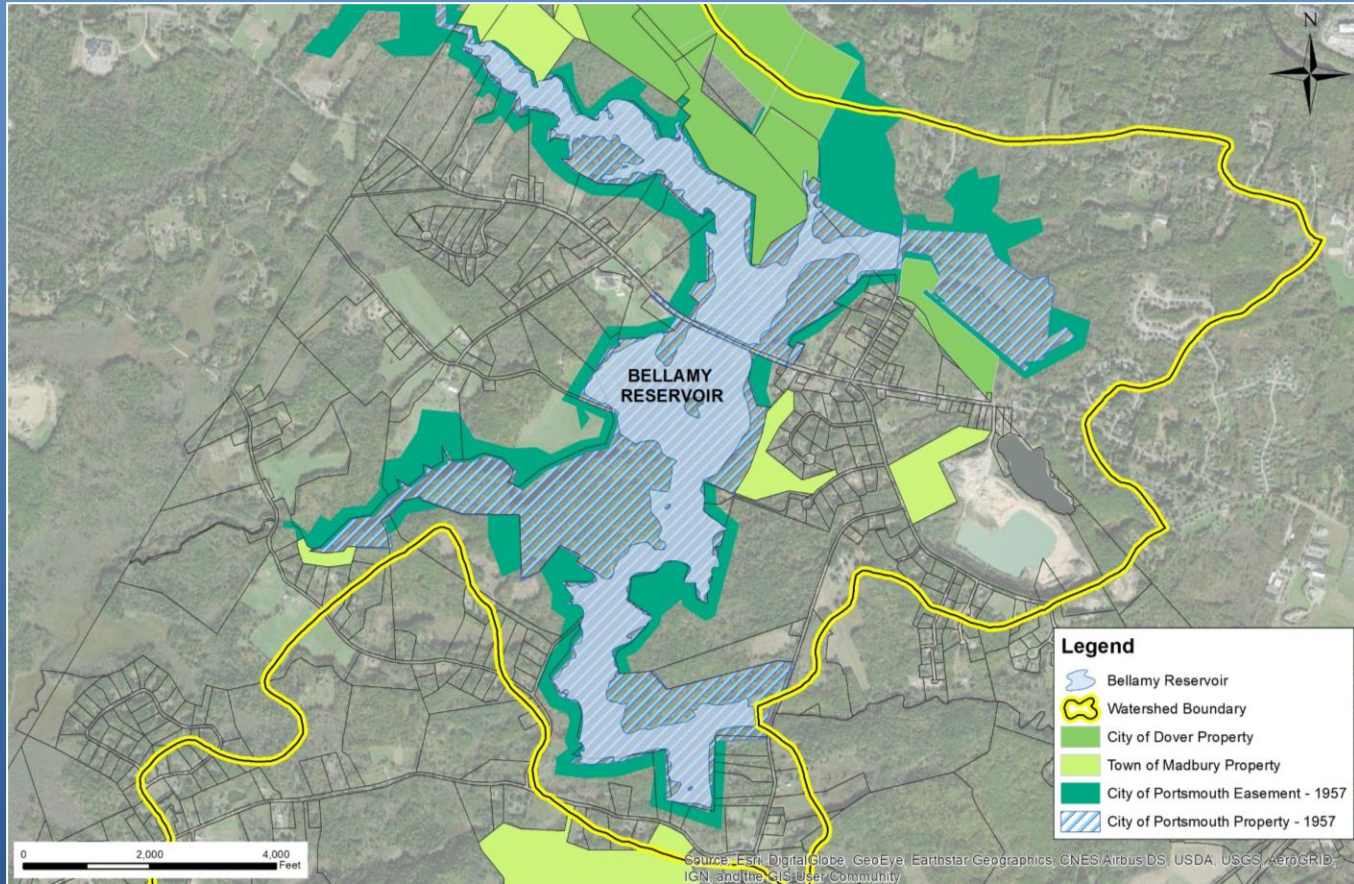 N
BELLAMY
RESERVOIR
Legend
Bellamy Reservoir
Watershed Boundary
City of Dover Property
Town of Madbury Property
City of Portsmouth Easement - 1957
City of Portsmouth Property - 1957
0 2,000 4,000
Feet
Source: Esri, DigitalGlobe, GeoEye, Earthstar Geographics, CNES/Airbus DS, USDA, USGS, AeroGRID,
IGN, and the GIS User Community